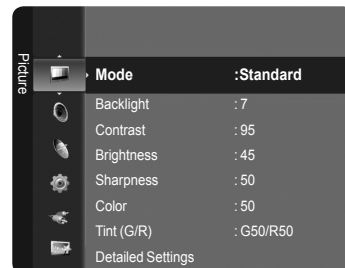 Picture
Mode :Standard
Backlight : 7
Contrast : 95
Brightness : 45
Sharpness : 50
Color : 50
Tint (G/R) : G50/R50
Detailed Settings